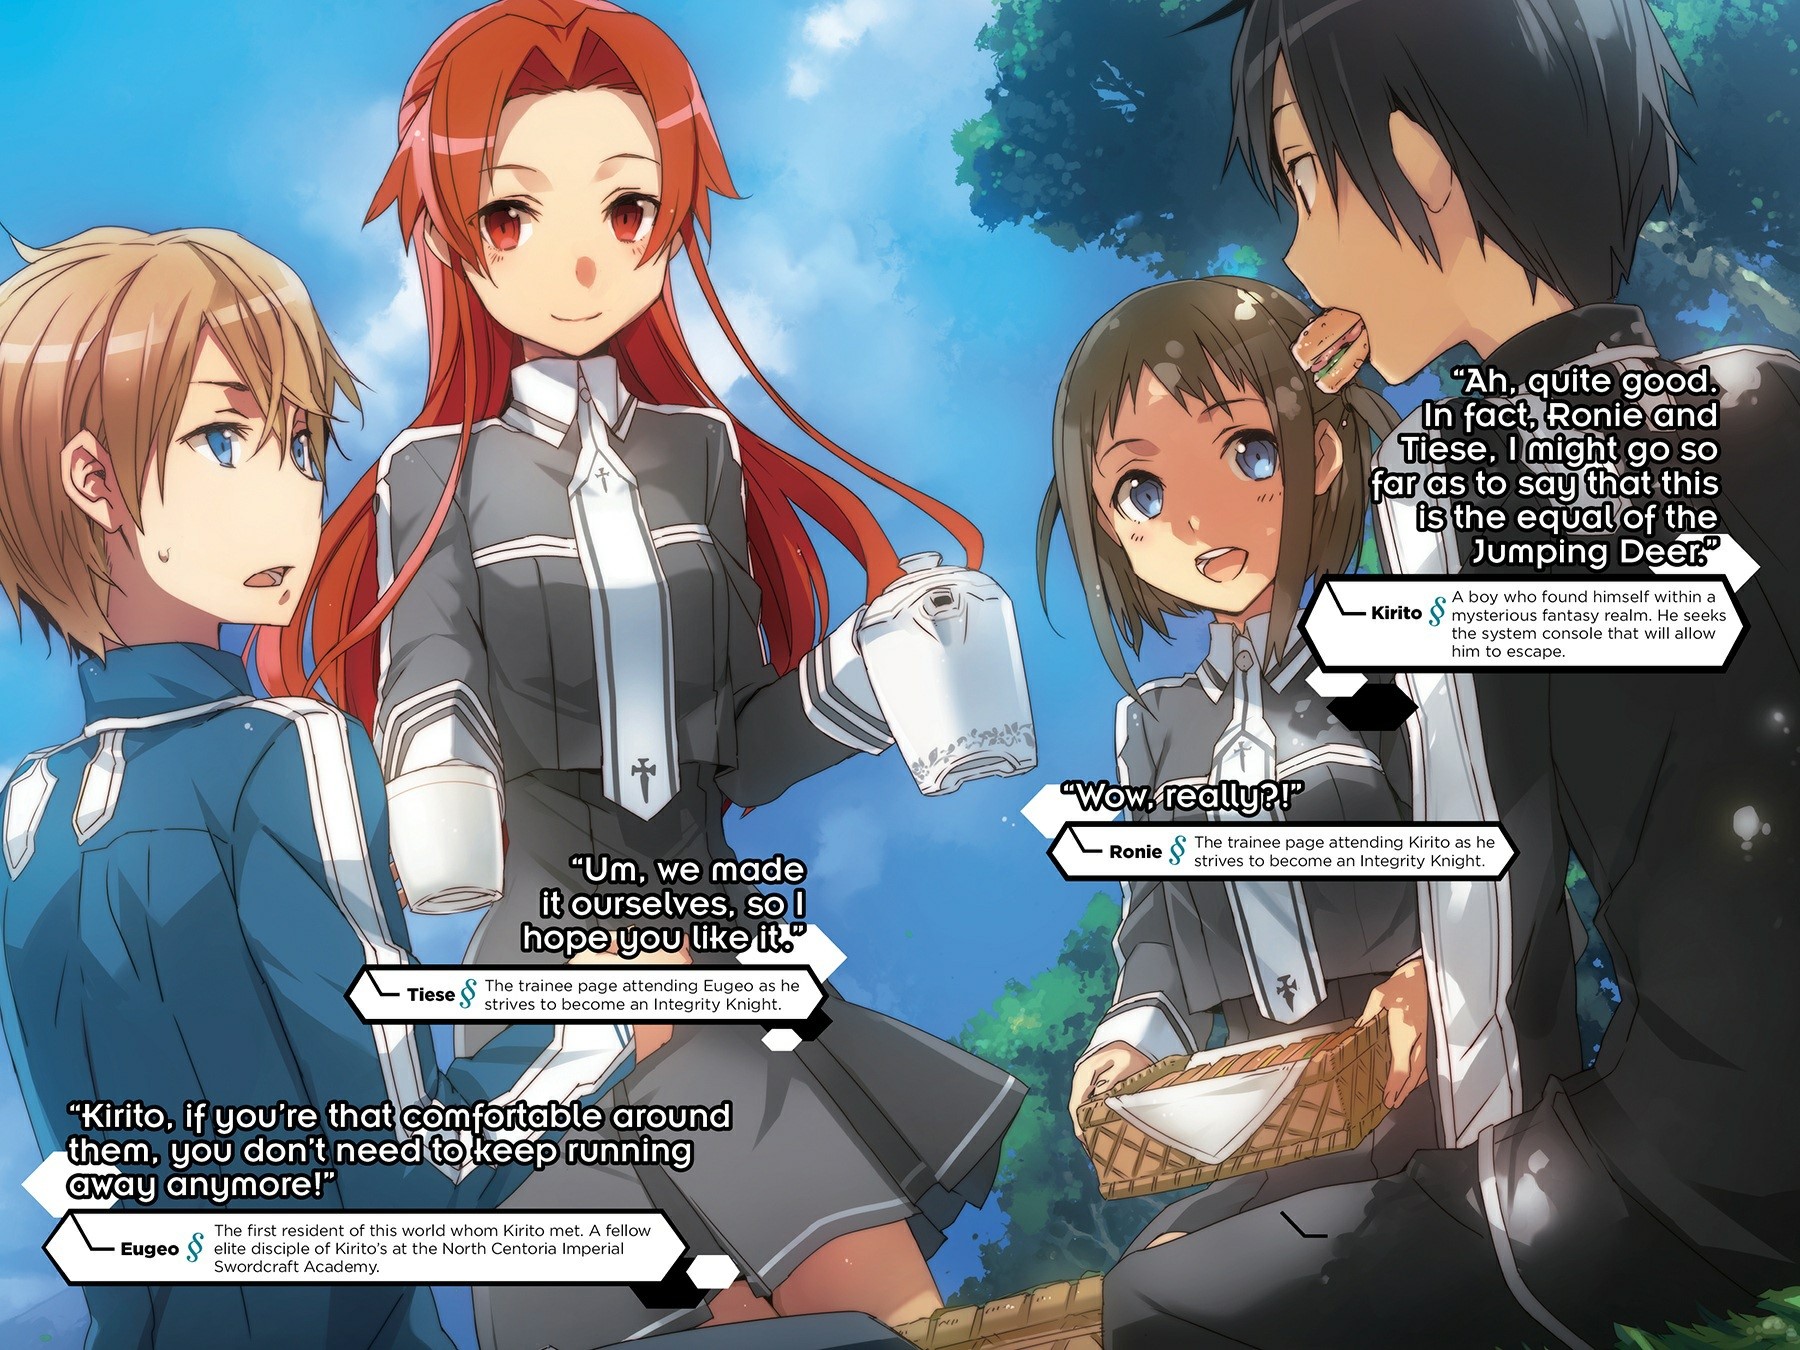 “Ah, quite good.
In fact, Ronie and
Tiese, I might go so
far as to say that this
is the equal of the
Jumping Deer.”
Kirito § A boy who found himself within a
mysterious fantasy realm. He seeks
the system console that will allow
him to escape.
“Wow, really?!”
Ronie § The trainee page attending Kirito as he
strives to become an Integrity Knight.
“Um, we made
it ourselves, so I
hope you like it.”
Tiese § The trainee page attending Eugeo as he
strives to become an Integrity Knight.
“Kirito, if you’re that comfortable around
them, you don’t need to keep running
away anymore!”
Eugeo § The first resident of this world whom Kirito met. A fellow
elite disciple of Kirito’s at the North Centoria Imperial
Swordcraft Academy.